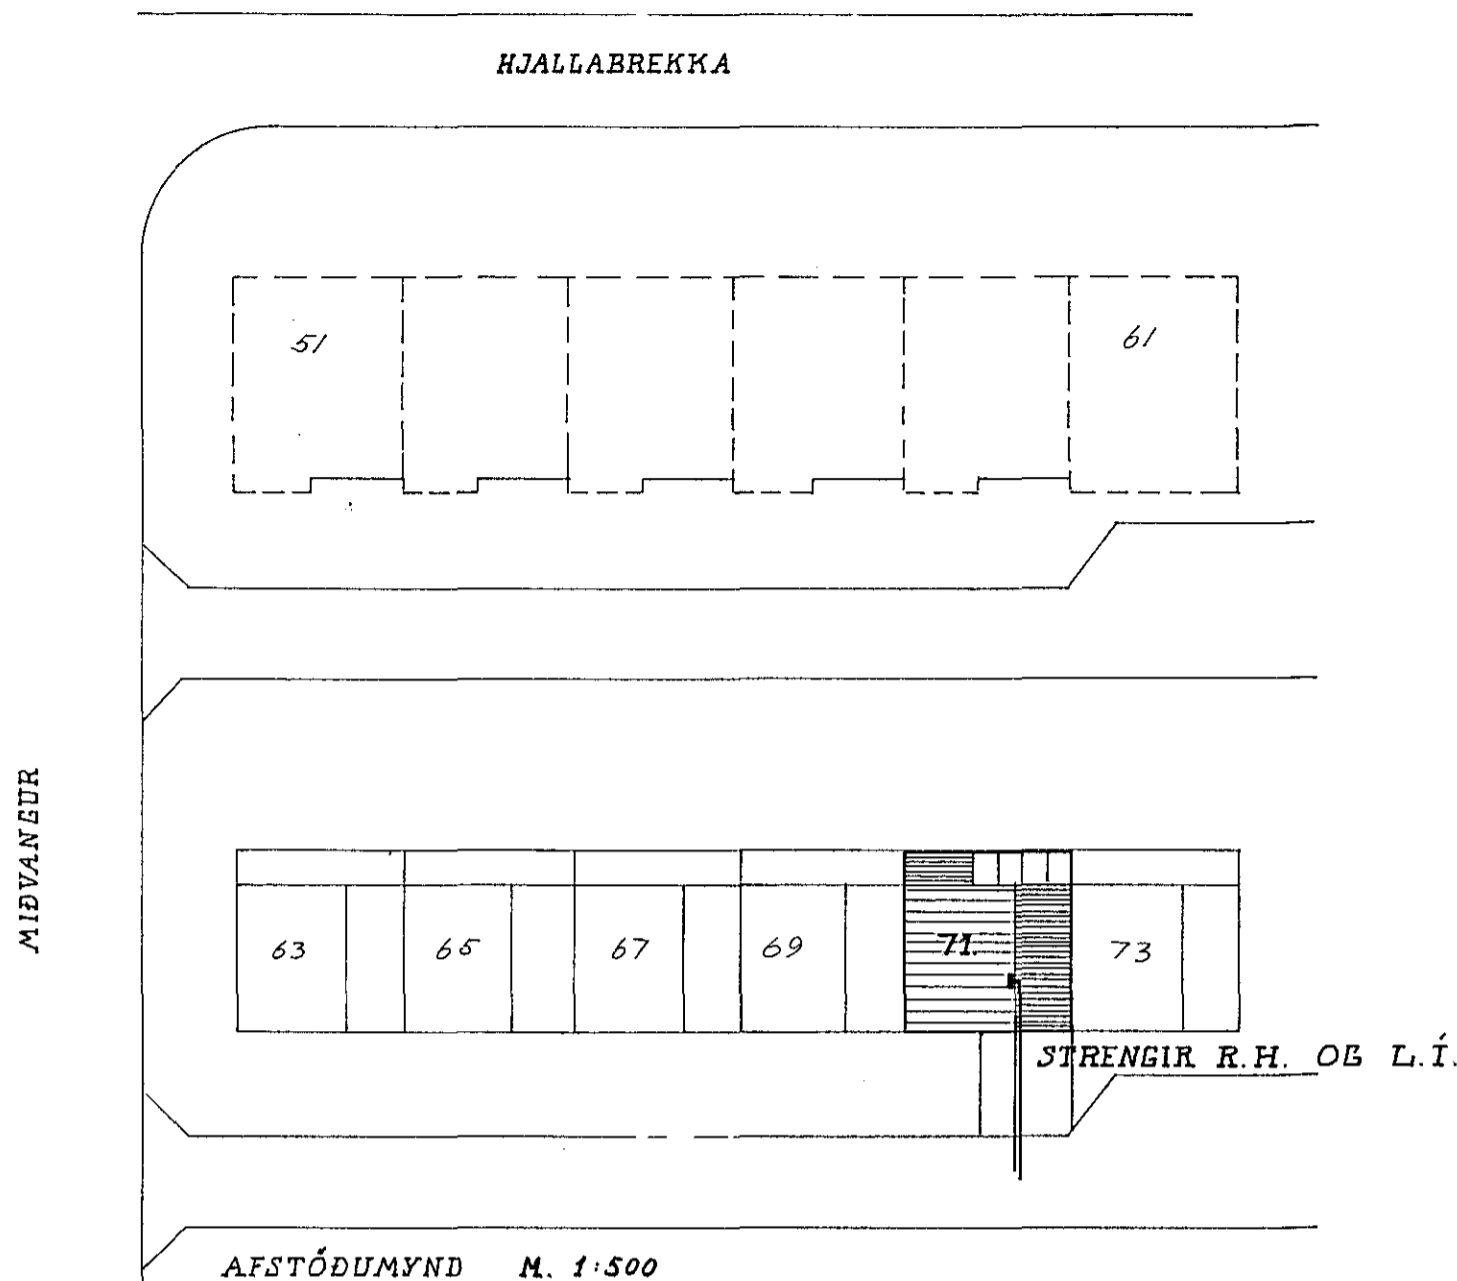 HJALLABREKKA
51
61
MIÐVANGUR
63
65
67
69
71.
73
STRENGIR R.H. OG L.Í.
AFSTÖÐUMYND M. 1:500